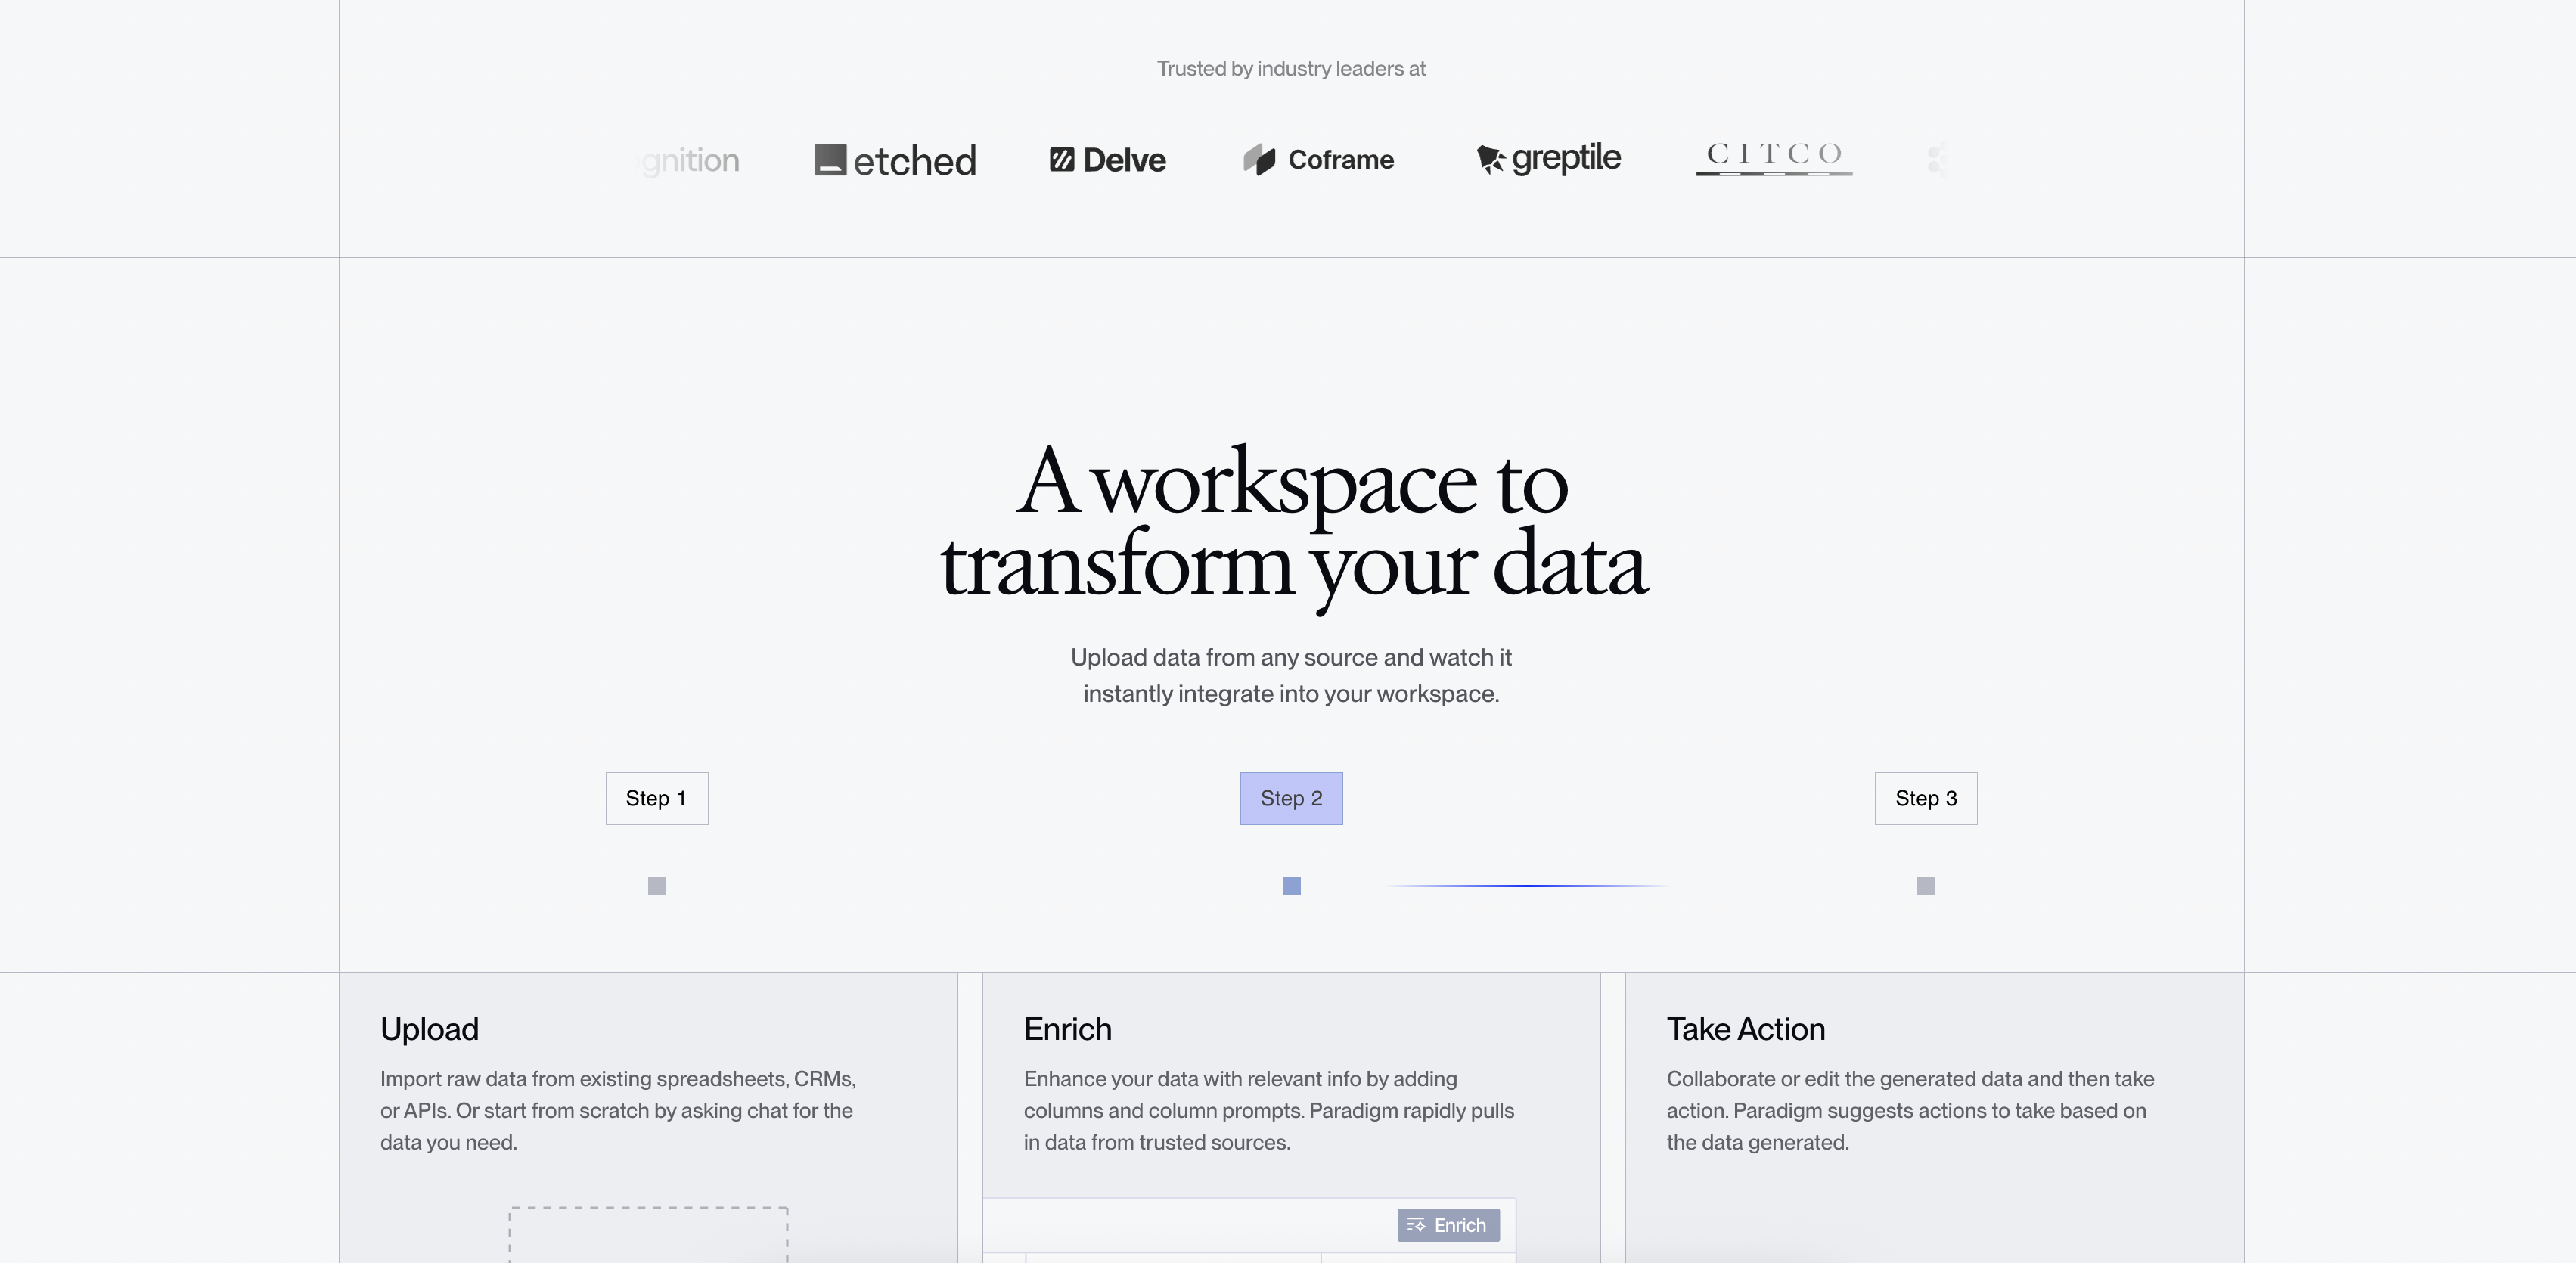 Trusted by industry leaders at
gnition
etched
Delve
Coframe
greptile
CITCO
A workspace to
transform your data
Upload data from any source and watch it
instantly integrate into your workspace.
Step 1
Step 2
Step 3
Upload
Import raw data from existing spreadsheets, CRMs,
or APIs. Or start from scratch by asking chat for the
data you need.
Enrich
Enhance your data with relevant info by adding
columns and column prompts. Paradigm rapidly pulls
in data from trusted sources.
Enrich
Take Action
Collaborate or edit the generated data and then take
action. Paradigm suggests actions to take based on
the data generated.